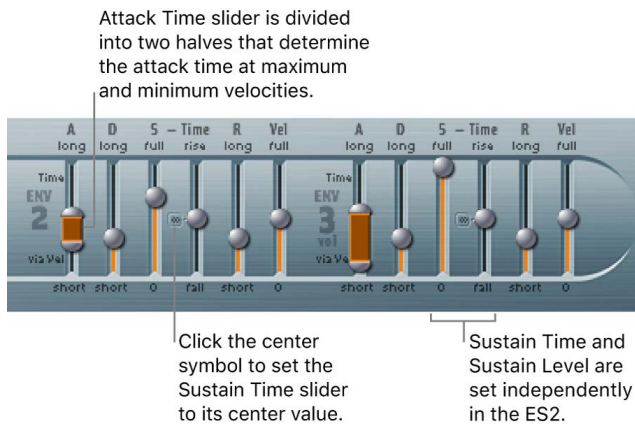 Attack Time slider is divided
into two halves that determine
the attack time at maximum
and minimum velocities.
A D S – Time R Vel A D S – Time R Vel
long long full rise long full long long full rise long full
Time Time
ENV ENV
2 3
vol
via Vel via Ve
short short 0 fall short 0 short short 0 fall short 0
Click the center
symbol to set the
Sustain Time slider
to its center value.
Sustain Time and
Sustain Level are
set independently
in the ES2.